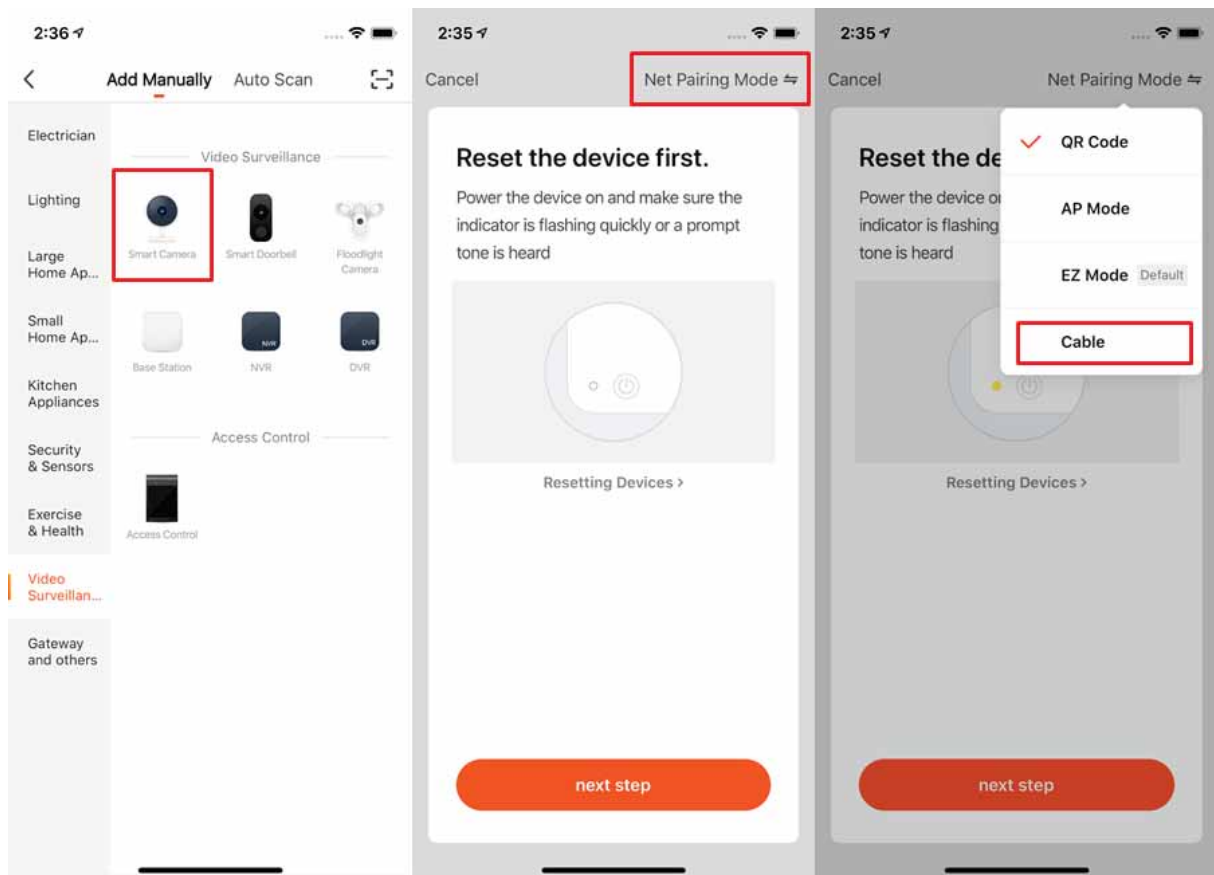 2:36
Add Manually Auto Scan
Electrician
Lighting
Large
Home Ap...
Small
Home Ap...
Kitchen
Appliances
Security
& Sensors
Exercise
& Health
Video
Surveillan...
Gateway
and others
Video Surveillance
Smart Camera
Smart Doorbell
Floodlight
Camera
Base Station
NVR
NVR
DVR
DVR
Access Control
Access Control
2:35
Cancel
Net Pairing Mode ⇋
Reset the device first.
Power the device on and make sure the
indicator is flashing quickly or a prompt
tone is heard
Resetting Devices >
next step
2:35
Cancel
Net Pairing Mode ⇋
QR Code
AP Mode
EZ Mode Default
Cable
Reset the de
Power the device o
indicator is flashing
tone is heard
Resetting Devices >
next step